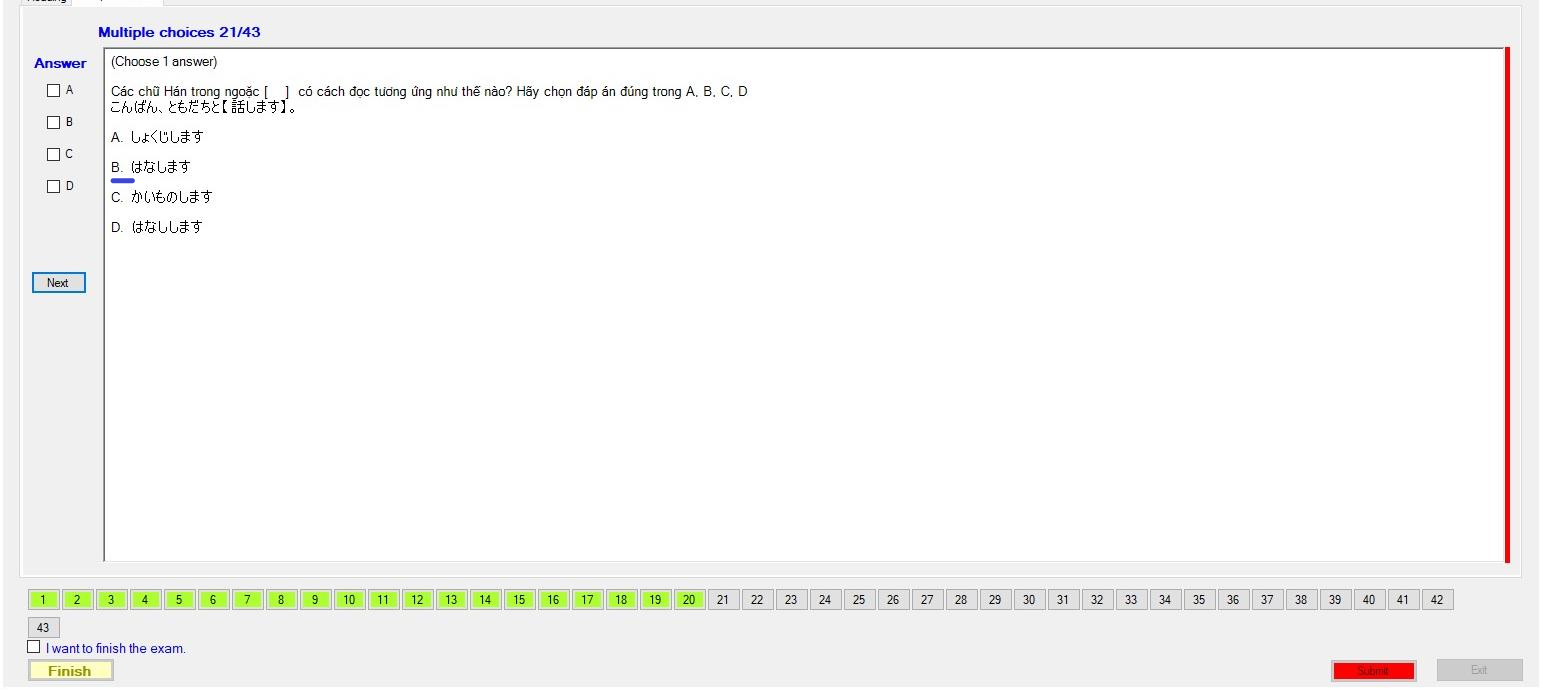 Multiple choices 21/43
Answer
(Choose 1 answer)
A
Các chữ Hán trong ngoặc [ ] có cách đọc tương ứng như thế nào? Hãy chọn đáp án đúng trong A, B, C, D
こんばん、ともだちと【話します】。
B
A. しょくじします
C
B. はなします
D
C. かいものします
D. はなしします
Next
1 2 3 4 5 6 7 8 9 10 11 12 13 14 15 16 17 18 19 20 21 22 23 24 25 26 27 28 29 30 31 32 33 34 35 36 37 38 39 40 41 42
43
I want to finish the exam.
Finish
Submit
Exit